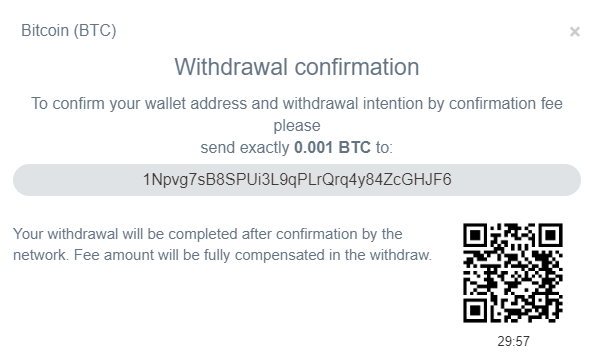 Bitcoin (BTC) ×
Withdrawal confirmation
To confirm your wallet address and withdrawal intention by confirmation fee
please
send exactly 0.001 BTC to:
1Npvg7sB8SPUi3L9qPLrQrq4y84ZcGHJF6
Your withdrawal will be completed after confirmation by the
network. Fee amount will be fully compensated in the withdraw.
29:57